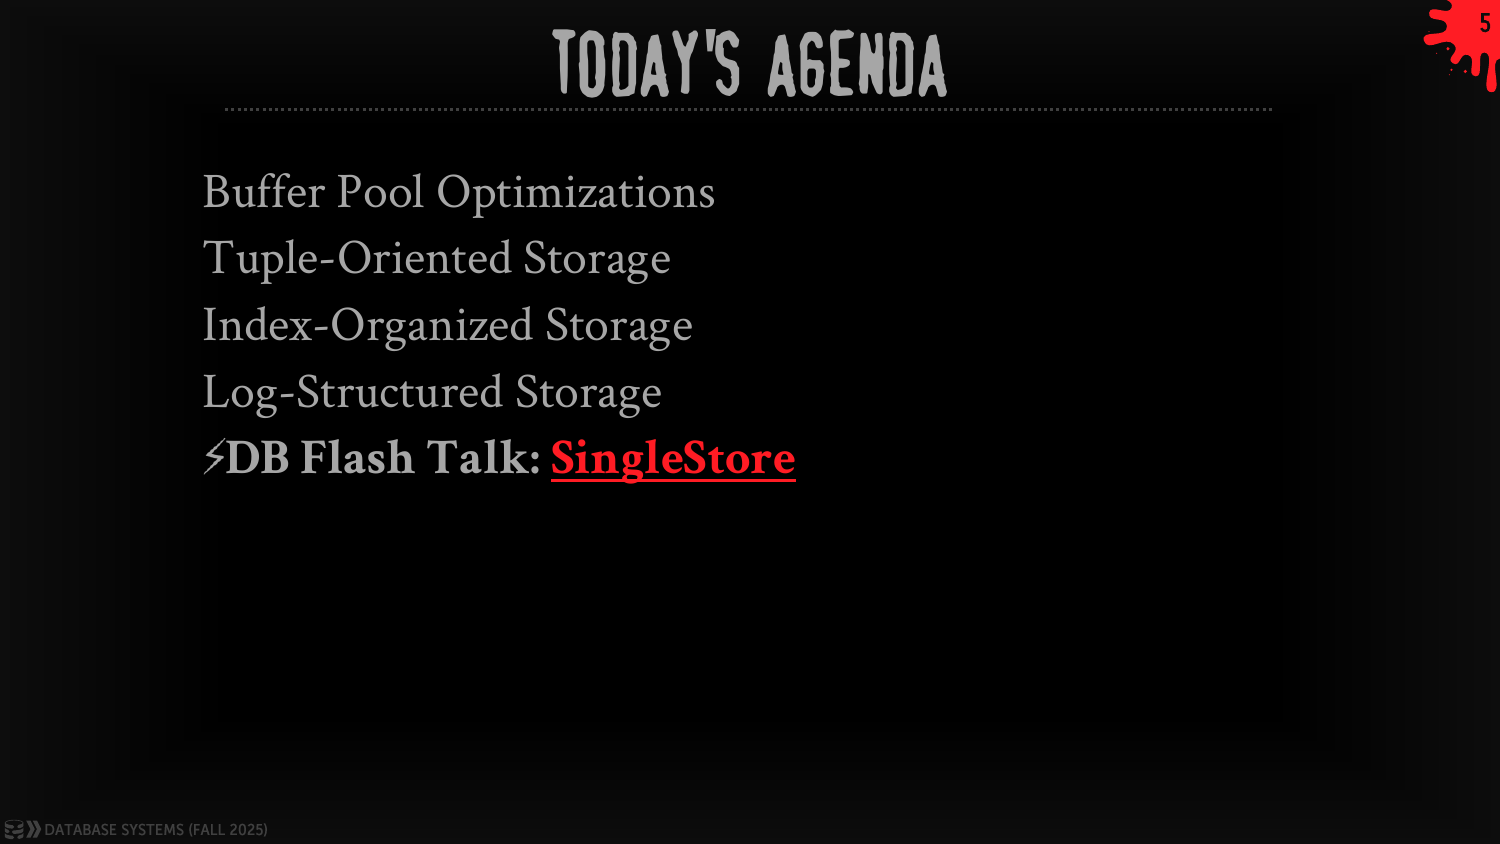 5
TODAY'S AGENDA
Buffer Pool Optimizations
Tuple-Oriented Storage
Index-Organized Storage
Log-Structured Storage
⚡DB Flash Talk: SingleStore
DATABASE SYSTEMS (FALL 2025)